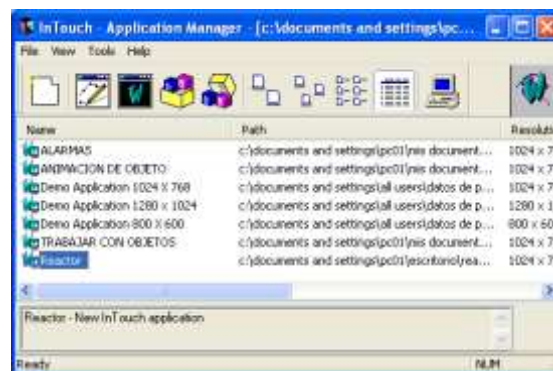 InTouch - Application Manager - [c:\documents and settings\pc...
File View Tools Help
Name Path Resoluti
ALARMAS c:\documents and settings\pc01\mis document... 1024 x 7
ANIMACION DE OBJETO c:\documents and settings\pc01\mis document... 1024 x 7
Demo Application 1024 X 768 c:\documents and settings\all users\datos de p... 1024 x 7
Demo Application 1280 x 1024 c:\documents and settings\all users\datos de p... 1280 x 1
Demo Application 800 X 600 c:\documents and settings\all users\datos de p... 800 x 60
TRABAJAR CON OBJETOS c:\documents and settings\pc01\mis document... 1024 x 7
Reactor c:\documents and settings\pc01\escritorio\rea... 1024 x 7
Reactor - New InTouch application
Ready NUM